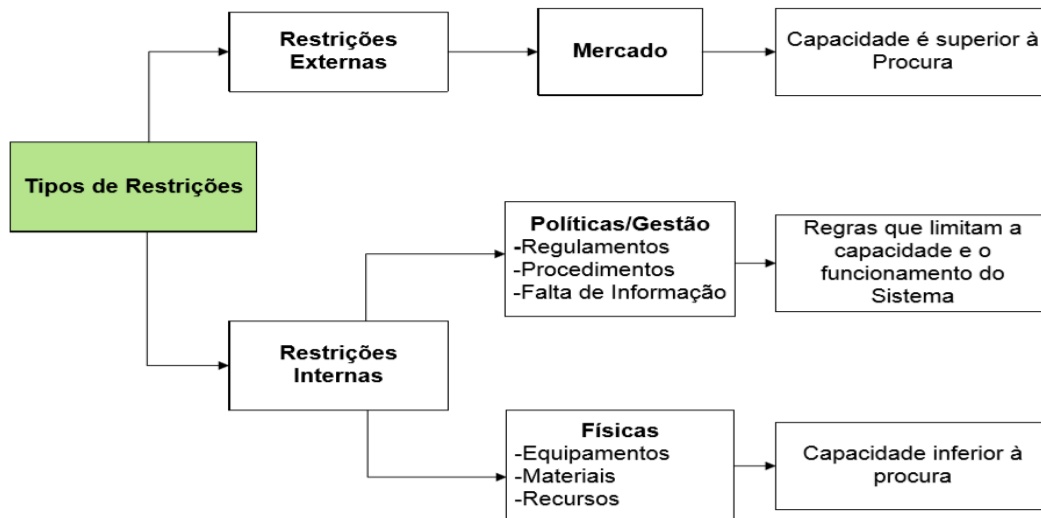 Restrições
Externas
Mercado
Capacidade é superior à
Procura
Tipos de Restrições
Políticas/Gestão
-Regulamentos
-Procedimentos
-Falta de Informação
Regras que limitam a
capacidade e o
funcionamento do
Sistema
Restrições
Internas
Físicas
-Equipamentos
-Materiais
-Recursos
Capacidade inferior à
procura